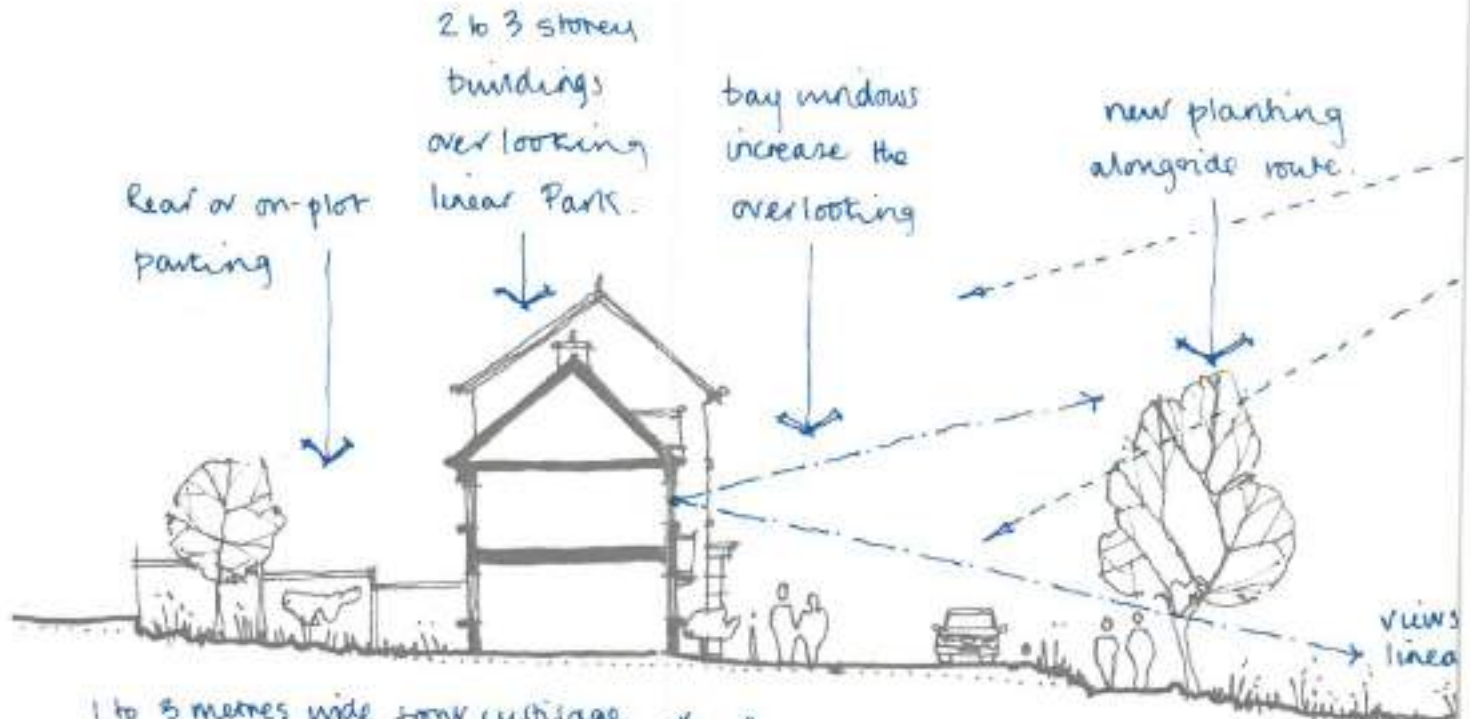 2 to 3 storey
buildings
overlooking
linear Park.
bay windows
increase the
overlooking
new planting
alongside route.
Rear or on-plot
parking
views
linea
1 to 3 metres wide front curtilage